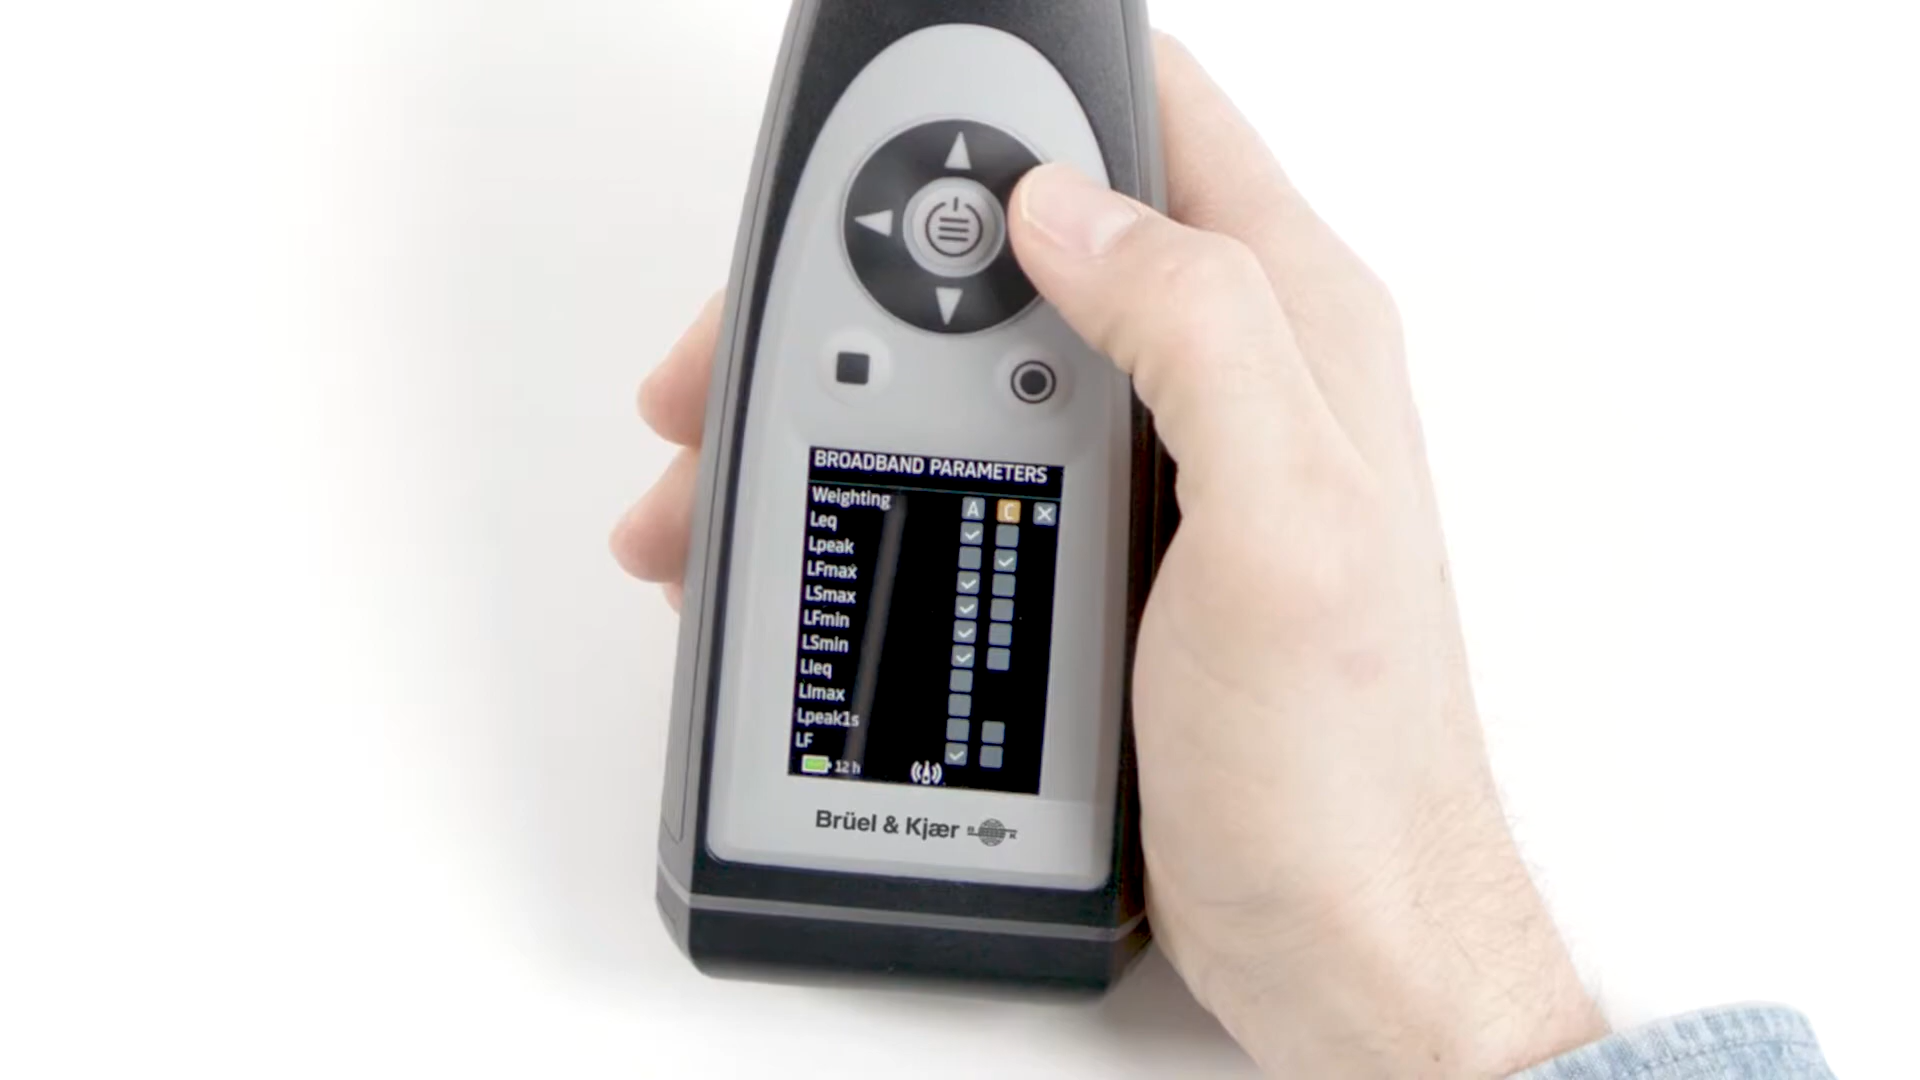 BROADBAND PARAMETERS
Weighting A C X
Leq
Lpeak
LFmax
LSmax
LFmin
LSmin
LIeq
LImax
Lpeak1s
LF
12 h
Brüel & Kjær B K